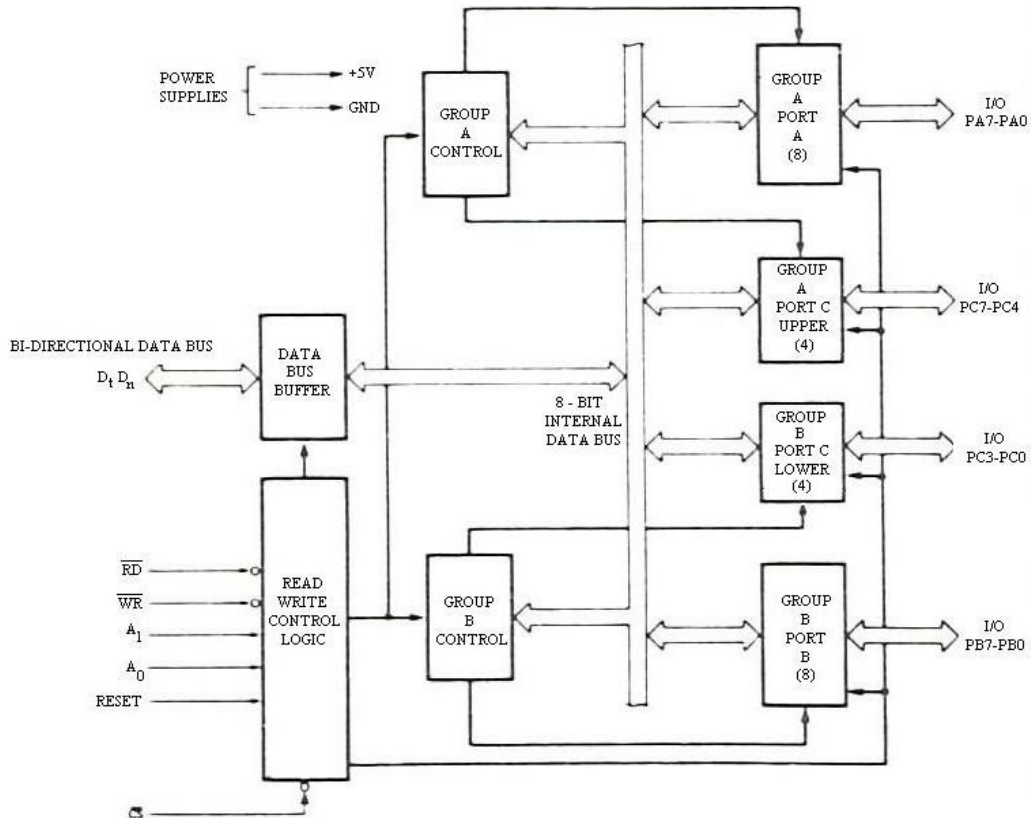 POWER
SUPPLIES
+5V
GND
GROUP
A
CONTROL
GROUP
A
PORT
A
(8)
I/O
PA7-PA0
GROUP
A
PORT C
UPPER
(4)
I/O
PC7-PC4
BI-DIRECTIONAL DATA BUS
Dt Dn
DATA
BUS
BUFFER
8 - BIT
INTERNAL
DATA BUS
GROUP
B
PORT C
LOWER
(4)
I/O
PC3-PC0
R̅D̅
W̅R̅
A1
A0
RESET
READ
WRITE
CONTROL
LOGIC
GROUP
B
CONTROL
GROUP
B
PORT
B
(8)
I/O
PB7-PB0
C̅S̅